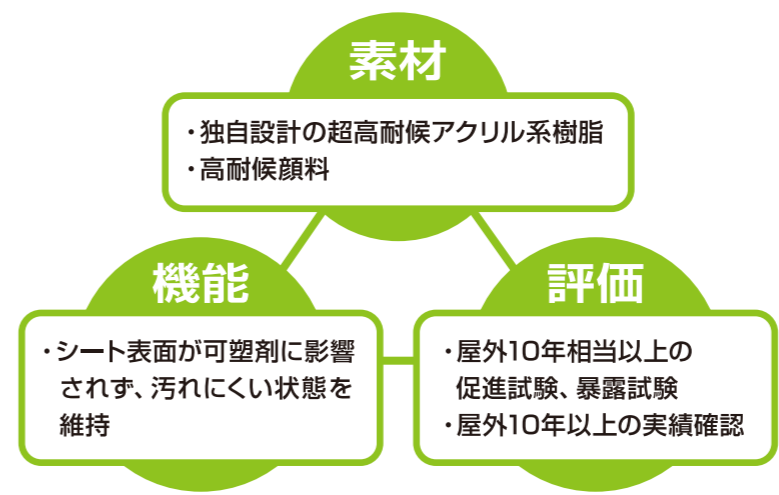 素材
・独自設計の超高耐候アクリル系樹脂
・高耐候顔料
機能
・シート表面が可塑剤に影響
されず、汚れにくい状態を
維持
評価
・屋外10年相当以上の
促進試験、暴露試験
・屋外10年以上の実績確認